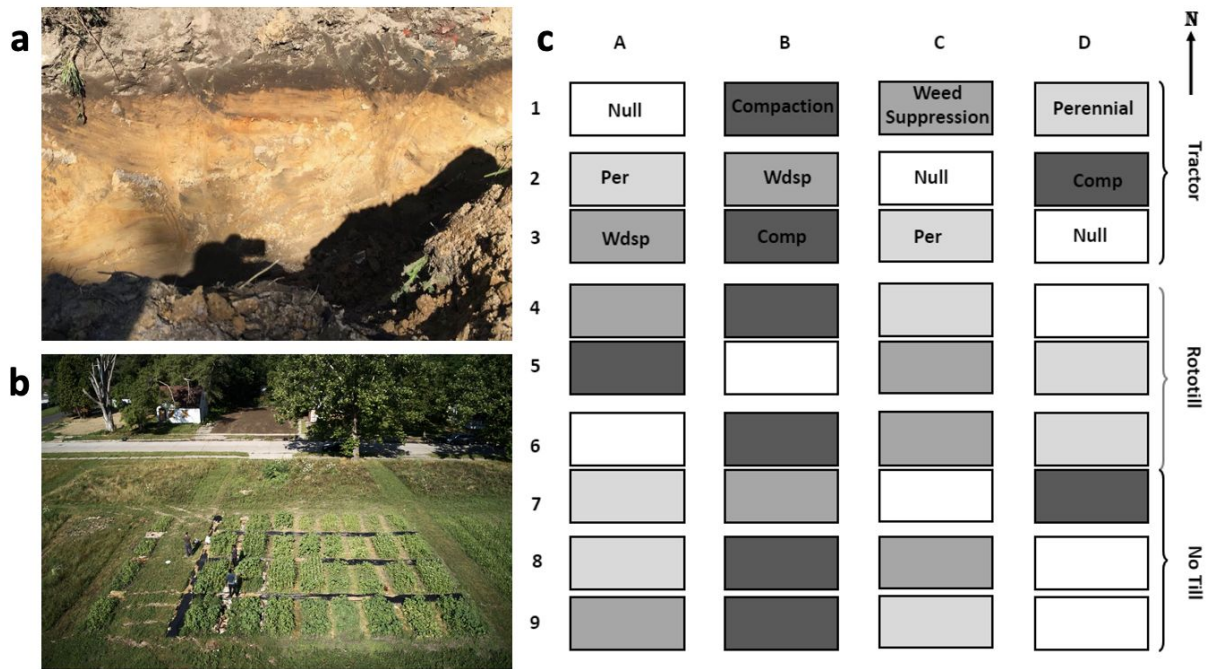 a
b
c
N
A B C D
1
Null
Compaction
Weed
Suppression
Perennial
2
Per
Wdsp
Null
Comp
3
Wdsp
Comp
Per
Null
Tractor
4
5
6
Rototill
7
8
9
No Till